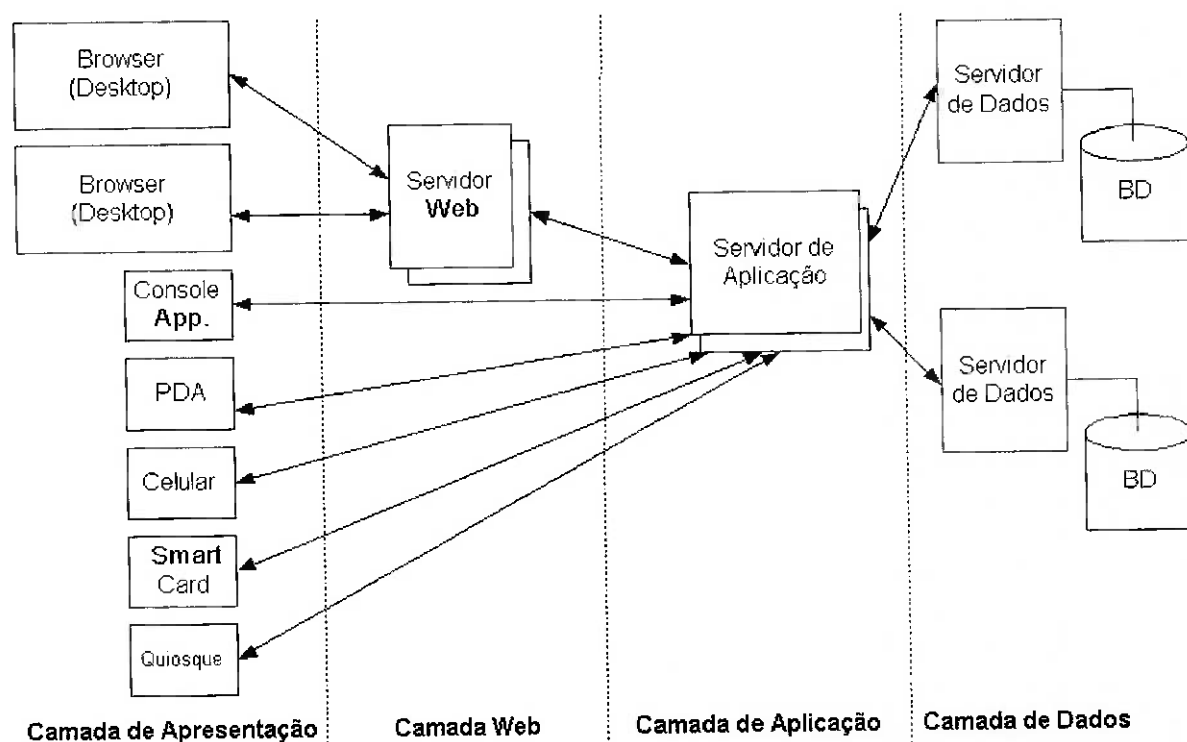 Browser
(Desktop)
Browser
(Desktop)
Console
App.
PDA
Celular
Smart
Card
Quiosque
Servidor
Web
Servidor de
Aplicação
Servidor
de Dados
BD
Servidor
de Dados
BD
Camada de Apresentação
Camada Web
Camada de Aplicação
Camada de Dados